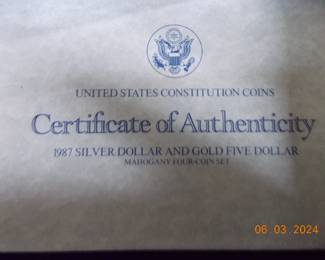 UNITED STATES CONSTITUTION COINS
Certificate of Authenticity
1987 SILVER DOLLAR AND GOLD FIVE DOLLAR
MAHOGANY FOUR-COIN SET
06.03.2024